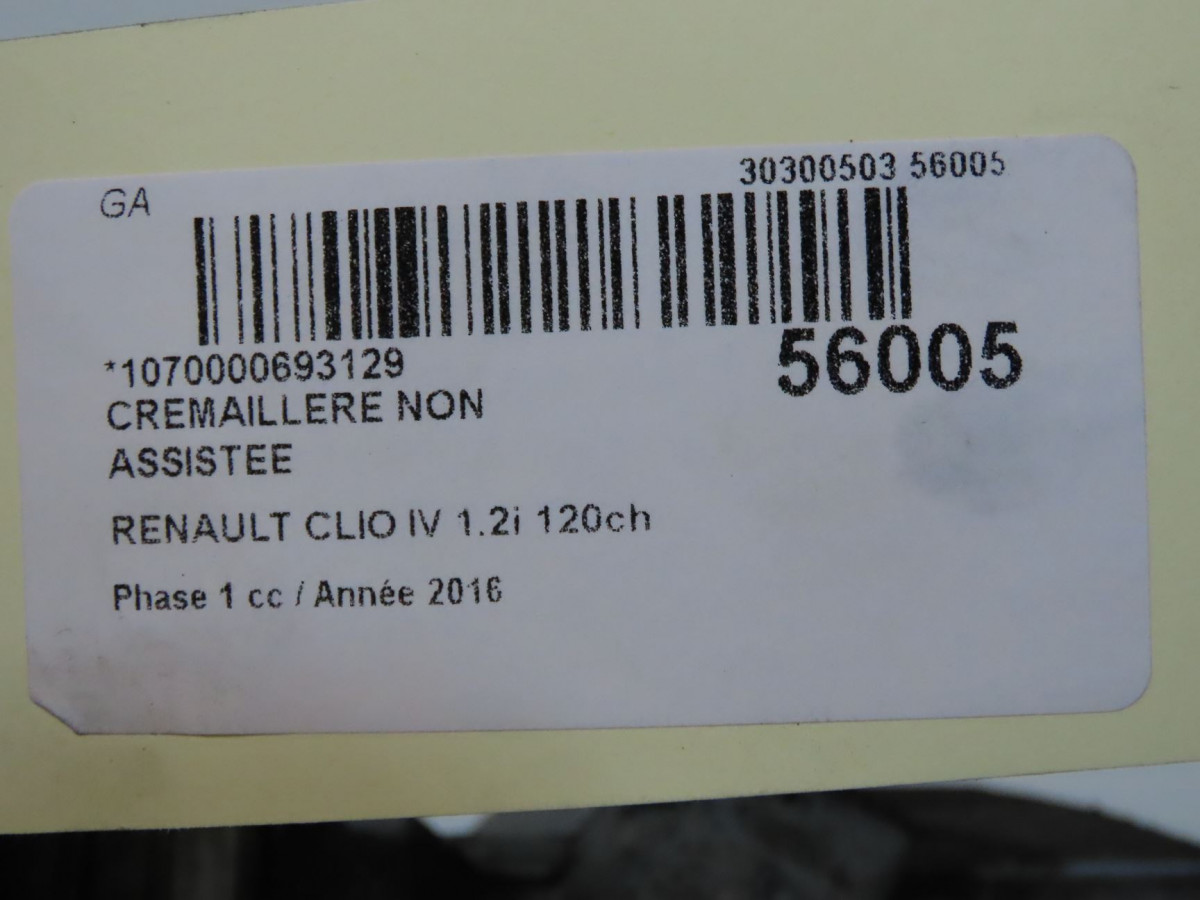 GA
30300503 56005
*1070000693129
56005
CREMAILLERE NON
ASSISTEE
RENAULT CLIO IV 1.2i 120ch
Phase 1 cc / Année 2016